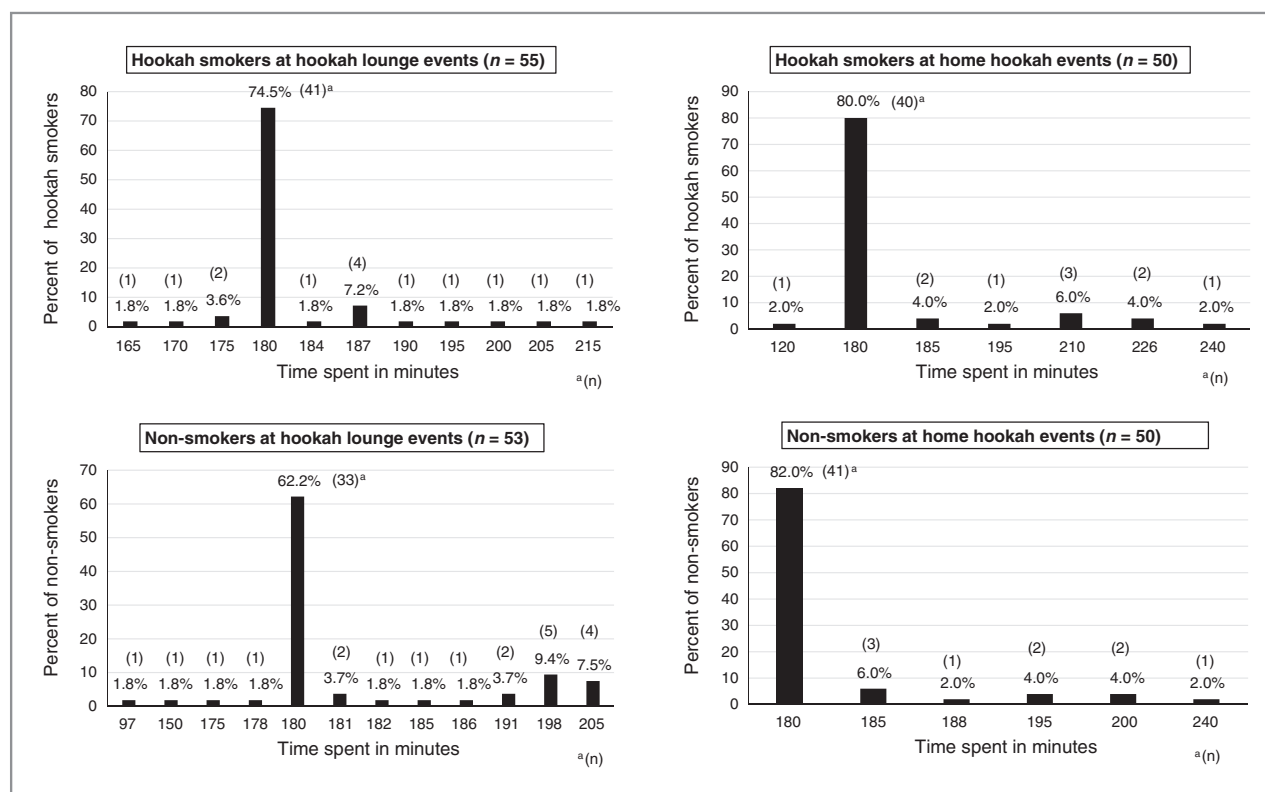 Hookah smokers at hookah lounge events (n = 55)
Percent of hookah smokers
80
70
60
50
40
30
20
10
0
(1) (1) (2) 74.5% (41)ᵃ (1) (4) (1) (1) (1) (1) (1)
1.8% 1.8% 3.6% 1.8% 7.2% 1.8% 1.8% 1.8% 1.8% 1.8%
165 170 175 180 184 187 190 195 200 205 215
Time spent in minutes
ᵃ(n)
Hookah smokers at home hookah events (n = 50)
Percent of hookah smokers
90
80
70
60
50
40
30
20
10
0
80.0% (40)ᵃ
(1) (2) (1) (3) (2) (1)
2.0% 4.0% 2.0% 6.0% 4.0% 2.0%
120 180 185 195 210 226 240
Time spent in minutes
ᵃ(n)
Non-smokers at hookah lounge events (n = 53)
Percent of non-smokers
70
60
50
40
30
20
10
0
62.2% (33)ᵃ
(1) (1) (1) (1) (2) (1) (1) (1) (2) (5) (4)
1.8% 1.8% 1.8% 1.8% 3.7% 1.8% 1.8% 1.8% 3.7% 9.4% 7.5%
97 150 175 178 180 181 182 185 186 191 198 205
Time spent in minutes
ᵃ(n)
Non-smokers at home hookah events (n = 50)
Percent of non-smokers
90
80
70
60
50
40
30
20
10
0
82.0% (41)ᵃ
(3) (1) (2) (2) (1)
6.0% 2.0% 4.0% 4.0% 2.0%
180 185 188 195 200 240
Time spent in minutes
ᵃ(n)